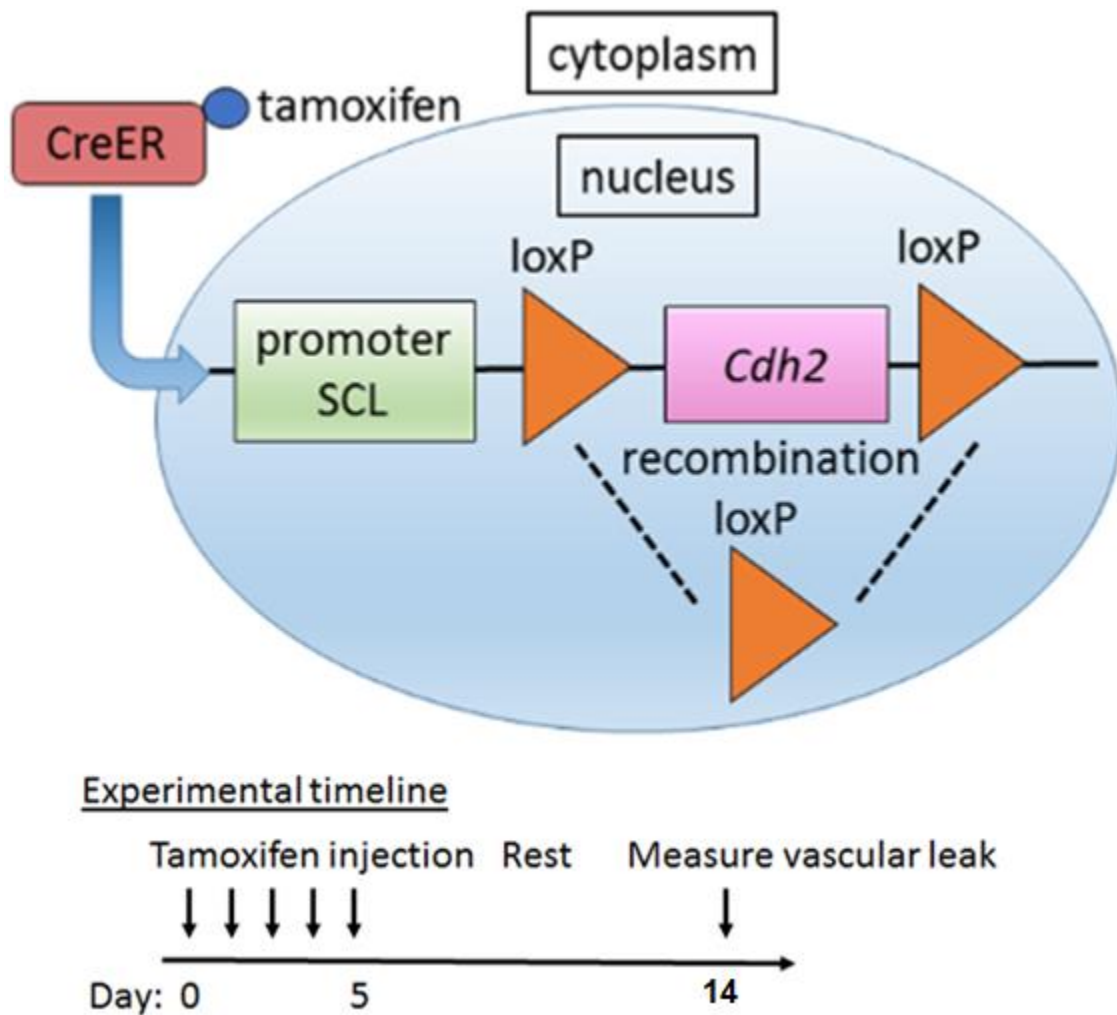 cytoplasm
tamoxifen
CreER
nucleus
loxP
loxP
promoter
SCL
Cdh2
recombination
loxP
Experimental timeline
Tamoxifen injection Rest Measure vascular leak
Day: 0 5 14